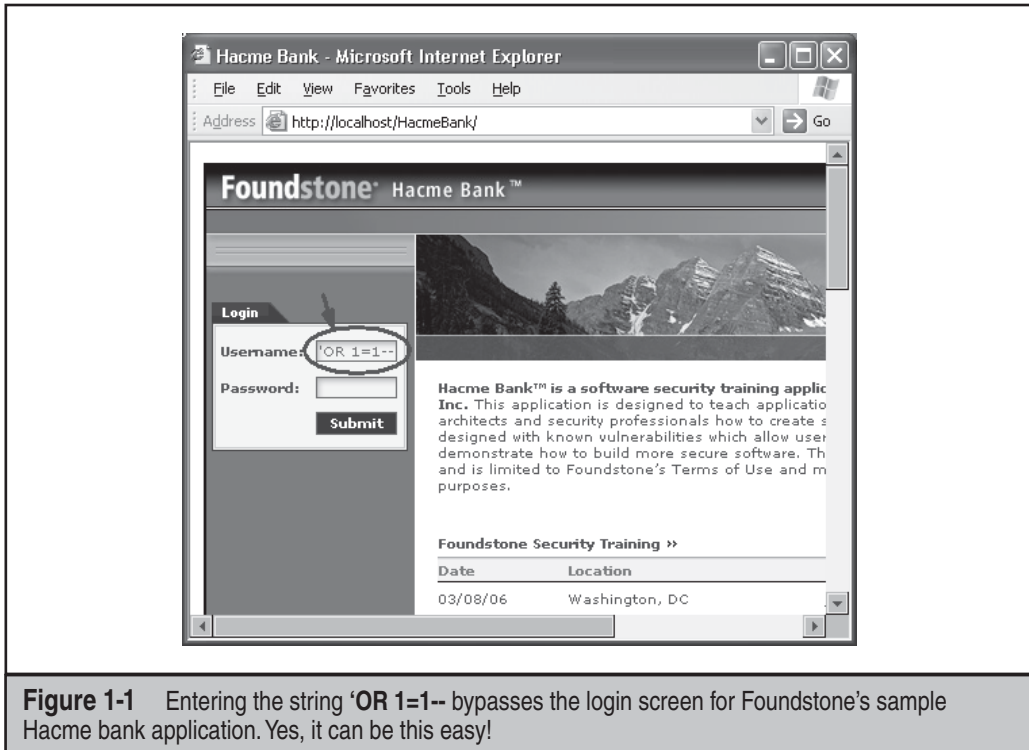 Hacme Bank - Microsoft Internet Explorer
File Edit View Favorites Tools Help
Address http://localhost/HacmeBank/ Go
Foundstone® Hacme Bank™
Login
Username: 'OR 1=1--
Password:
Submit
Hacme Bank™ is a software security training applic
Inc. This application is designed to teach applicatio
architects and security professionals how to create s
designed with known vulnerabilities which allow user
demonstrate how to build more secure software. Th
and is limited to Foundstone's Terms of Use and m
purposes.
Foundstone Security Training »
Date Location
03/08/06 Washington, DC
Figure 1-1 Entering the string ‘OR 1=1-- bypasses the login screen for Foundstone’s sample
Hacme bank application. Yes, it can be this easy!